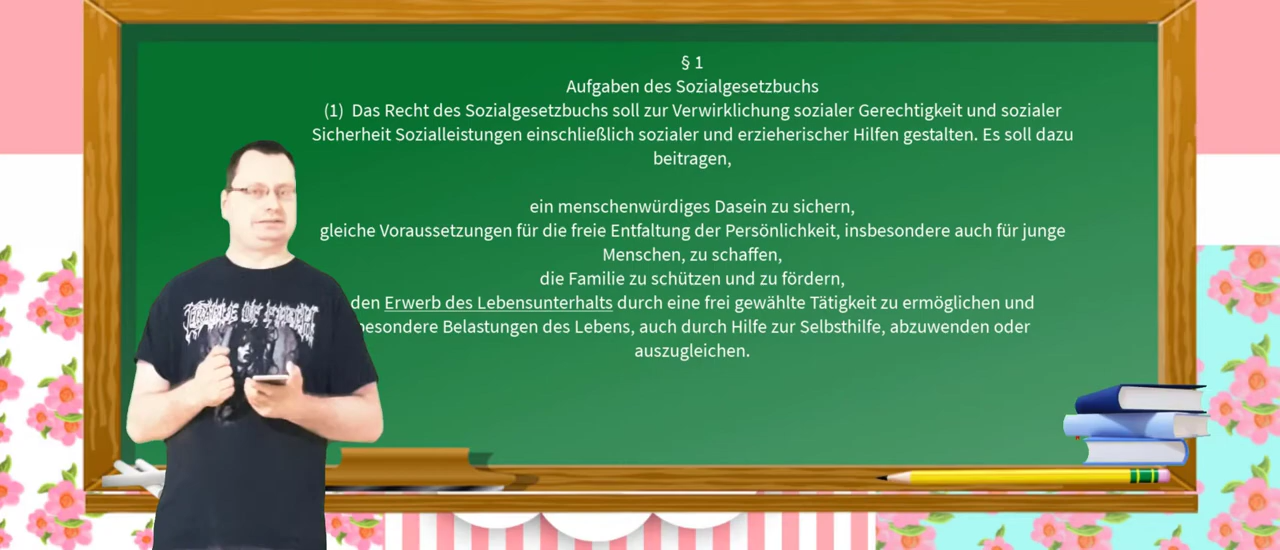 § 1
Aufgaben des Sozialgesetzbuchs
(1) Das Recht des Sozialgesetzbuchs soll zur Verwirklichung sozialer Gerechtigkeit und sozialer
Sicherheit Sozialleistungen einschließlich sozialer und erzieherischer Hilfen gestalten. Es soll dazu
beitragen,
ein menschenwürdiges Dasein zu sichern,
gleiche Voraussetzungen für die freie Entfaltung der Persönlichkeit, insbesondere auch für junge
Menschen, zu schaffen,
die Familie zu schützen und zu fördern,
den Erwerb des Lebensunterhalts durch eine frei gewählte Tätigkeit zu ermöglichen und
besondere Belastungen des Lebens, auch durch Hilfe zur Selbsthilfe, abzuwenden oder
auszugleichen.
CRADLE OF FILTH